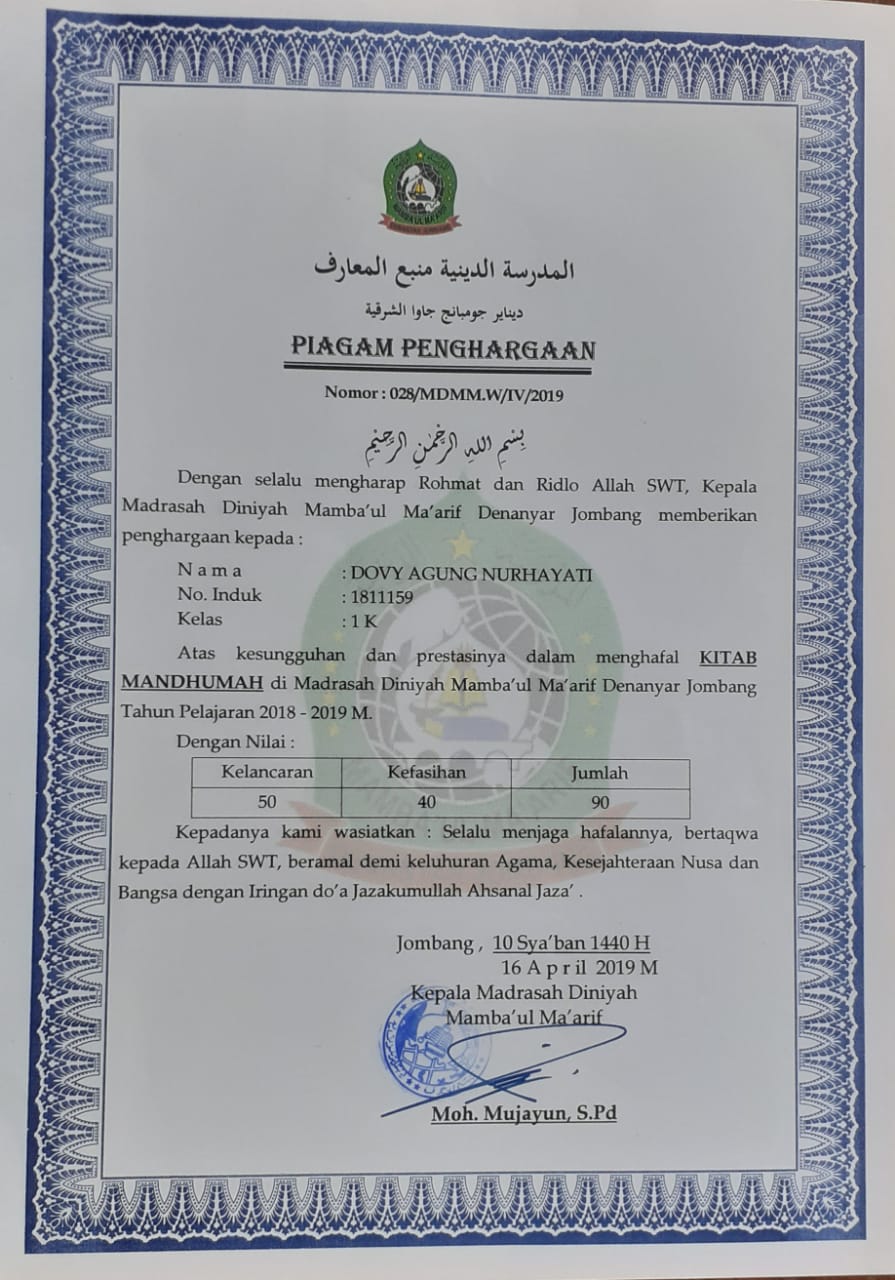 المدرسة الدينية منبع المعارف
ديناير جومبانج جاوا الشرقية
PIAGAM PENGHARGAAN
Nomor : 028/MDMM.W/IV/2019
بِسْمِ اللهِ الرَّحْمٰنِ الرَّحِيْمِ
Dengan selalu mengharap Rohmat dan Ridlo Allah SWT, Kepala
Madrasah Diniyah Mamba'ul Ma'arif Denanyar Jombang memberikan
penghargaan kepada :
N a m a : DOVY AGUNG NURHAYATI
No. Induk : 1811159
Kelas : 1 K
Atas kesungguhan dan prestasinya dalam menghafal KITAB
MANDHUMAH di Madrasah Diniyah Mamba'ul Ma'arif Denanyar Jombang
Tahun Pelajaran 2018 - 2019 M.
Dengan Nilai :
Kelancaran Kefasihan Jumlah
50 40 90
Kepadanya kami wasiatkan : Selalu menjaga hafalannya, bertaqwa
kepada Allah SWT, beramal demi keluhuran Agama, Kesejahteraan Nusa dan
Bangsa dengan Iringan do'a Jazakumullah Ahsanal Jaza' .
Jombang , 10 Sya'ban 1440 H
16 A p r il 2019 M
Kepala Madrasah Diniyah
Mamba'ul Ma'arif
Moh. Mujayun, S.Pd